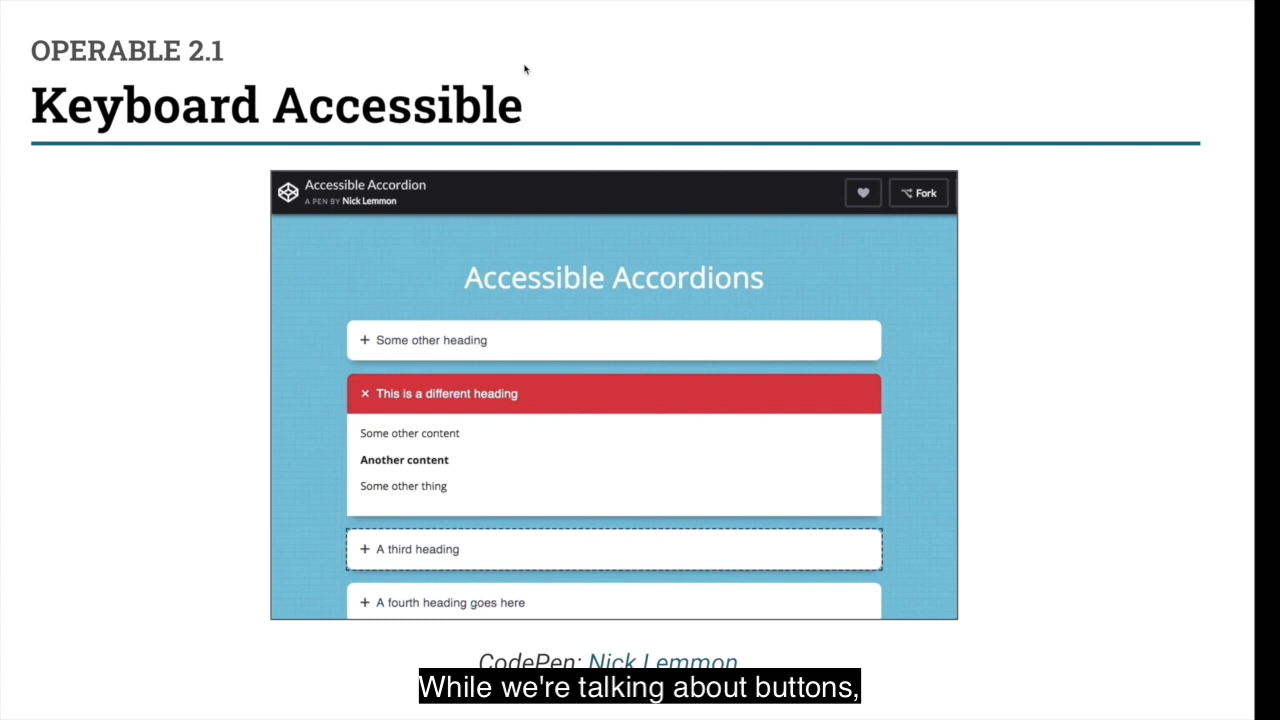 OPERABLE 2.1
Keyboard Accessible
Accessible Accordion
A PEN BY Nick Lemmon
Fork
Accessible Accordions
+ Some other heading
× This is a different heading
Some other content
Another content
Some other thing
+ A third heading
+ A fourth heading goes here
CodePen: Nick Lemmon
While we're talking about buttons,